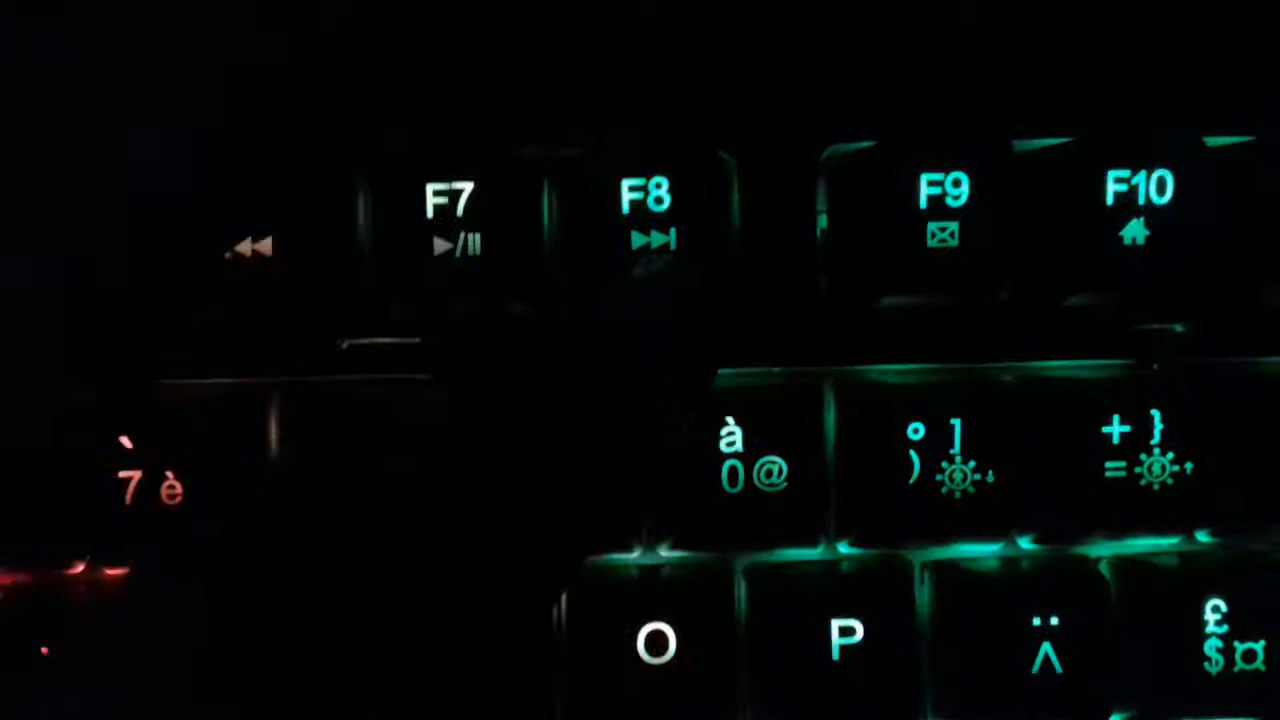 F7 F8 F9 F10
à ° ] + }
` 0 @ ) =
7 è
O P ¨ £
^ $ ¤